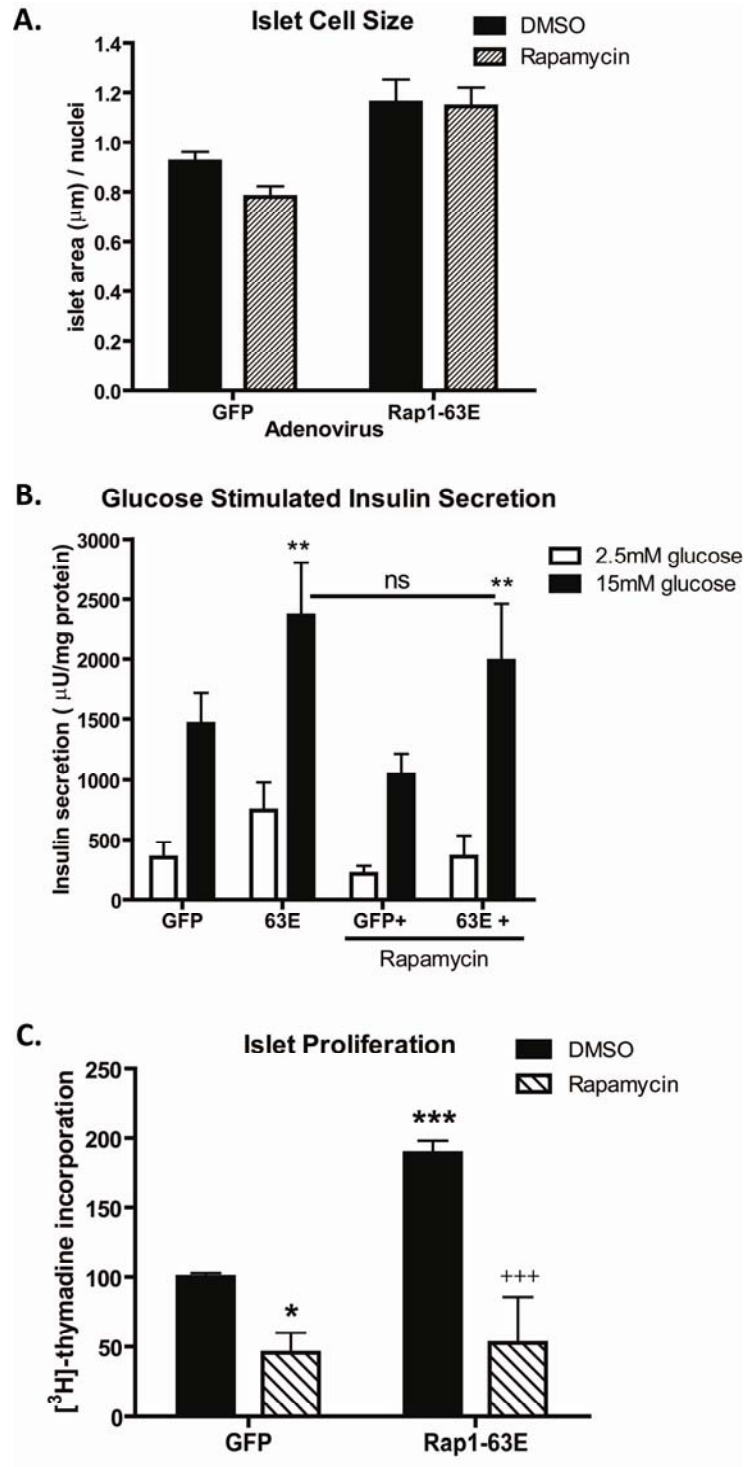 A.
Islet Cell Size
DMSO
Rapamycin
islet area (μm) / nuclei
1.4
1.2
1.0
0.8
0.6
0.4
0.2
0.0
GFP
Rap1-63E
Adenovirus
B.
Glucose Stimulated Insulin Secretion
2.5mM glucose
15mM glucose
Insulin secretion ( μU/mg protein)
3000
2500
2000
1500
1000
500
0
**
ns
**
GFP
63E
GFP+
63E +
Rapamycin
C.
Islet Proliferation
DMSO
Rapamycin
[³H]-thymadine incorporation
250
200
150
100
50
0
*
***
+++
GFP
Rap1-63E